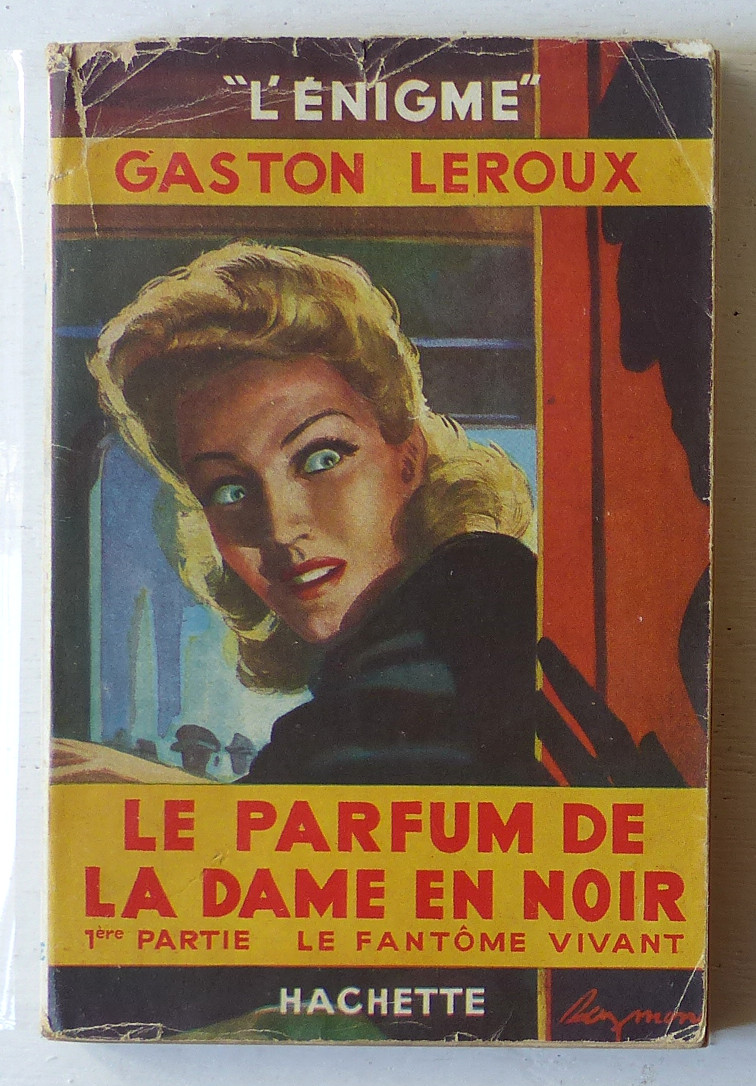 "L'ÉNIGME"
GASTON LEROUX
LE PARFUM DE
LA DAME EN NOIR
1ère PARTIE LE FANTÔME VIVANT
HACHETTE